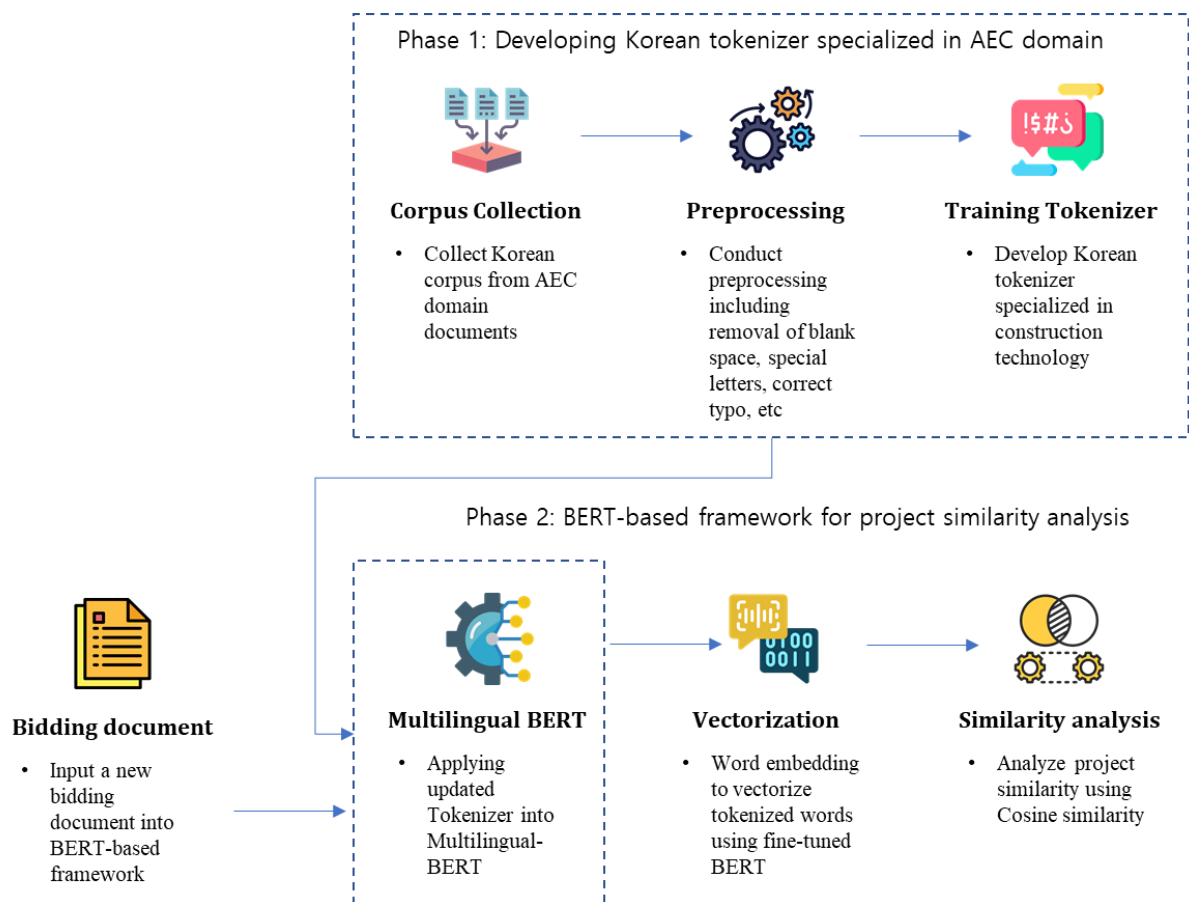 Phase 1: Developing Korean tokenizer specialized in AEC domain
!$#¿
Corpus Collection
• Collect Korean
corpus from AEC
domain
documents
Preprocessing
• Conduct
preprocessing
including
removal of blank
space, special
letters, correct
typo, etc
Training Tokenizer
• Develop Korean
tokenizer
specialized in
construction
technology
Phase 2: BERT-based framework for project similarity analysis
Bidding document
• Input a new
bidding
document into
BERT-based
framework
Multilingual BERT
• Applying
updated
Tokenizer into
Multilingual-
BERT
0100
0011
Vectorization
• Word embedding
to vectorize
tokenized words
using fine-tuned
BERT
Similarity analysis
• Analyze project
similarity using
Cosine similarity